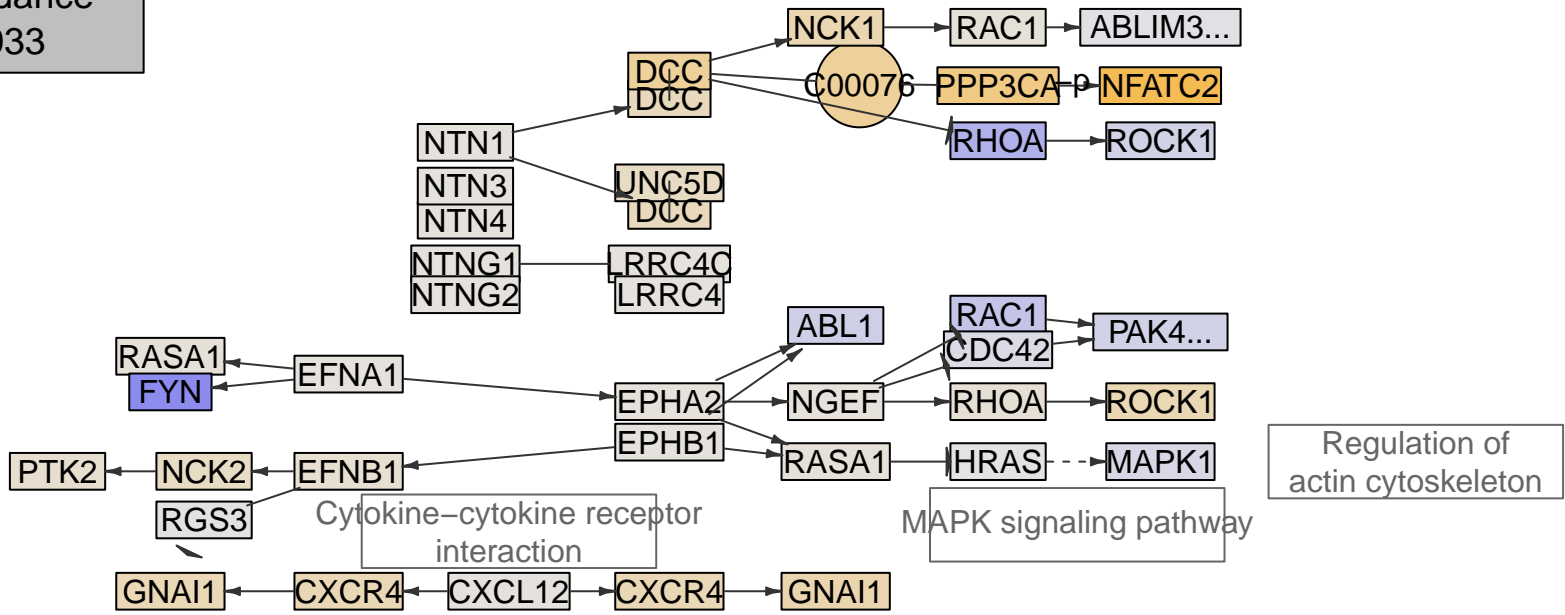 033
NCK1
RAC1
ABLIM3...
DCC
DCC
C00076
PPP3CA
–p
NFATC2
NTN1
RHOA
ROCK1
NTN3
NTN4
UNC5D
DCC
NTNG1
NTNG2
LRRC4C
LRRC4
ABL1
RAC1
CDC42
PAK4...
RASA1
FYN
EFNA1
EPHA2
EPHB1
NGEF
RHOA
ROCK1
PTK2
NCK2
EFNB1
RASA1
HRAS
MAPK1
Regulation of
actin cytoskeleton
RGS3
Cytokine−cytokine receptor
interaction
MAPK signaling pathway
GNAI1
CXCR4
CXCL12
CXCR4
GNAI1